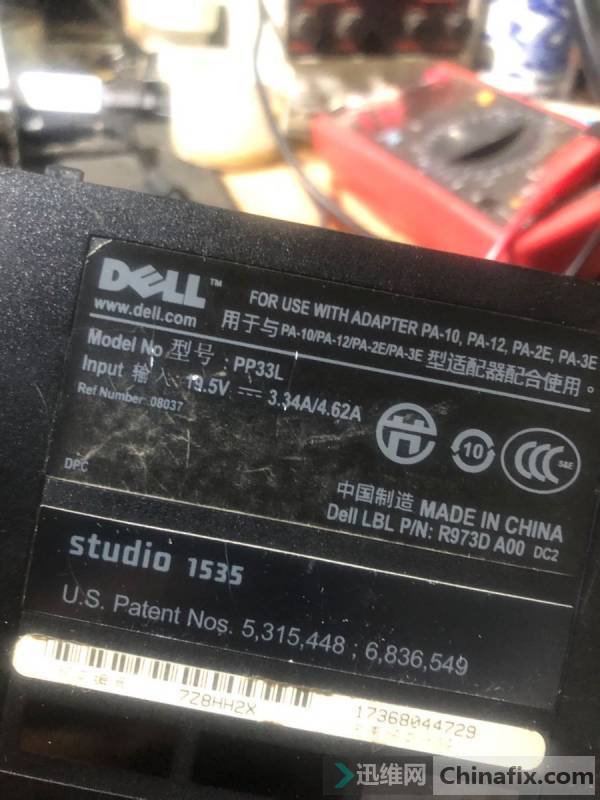 DELL™
www.dell.com
FOR USE WITH ADAPTER PA-10, PA-12, PA-2E, PA-3E
用于与PA-10/PA-12/PA-2E/PA-3E 型适配器配合使用。
Model No 型号: PP33L
Input 输入 19.5V ⎓ 3.34A/4.62A
Ref Number: 08037
10
CCC S&E
DPC
中国制造 MADE IN CHINA
Dell LBL P/N: R973D A00 DC2
studio 1535
U.S. Patent Nos. 5,315,448 ; 6,836,549
7Z8HH2X
17368044729
迅维网 Chinafix.com